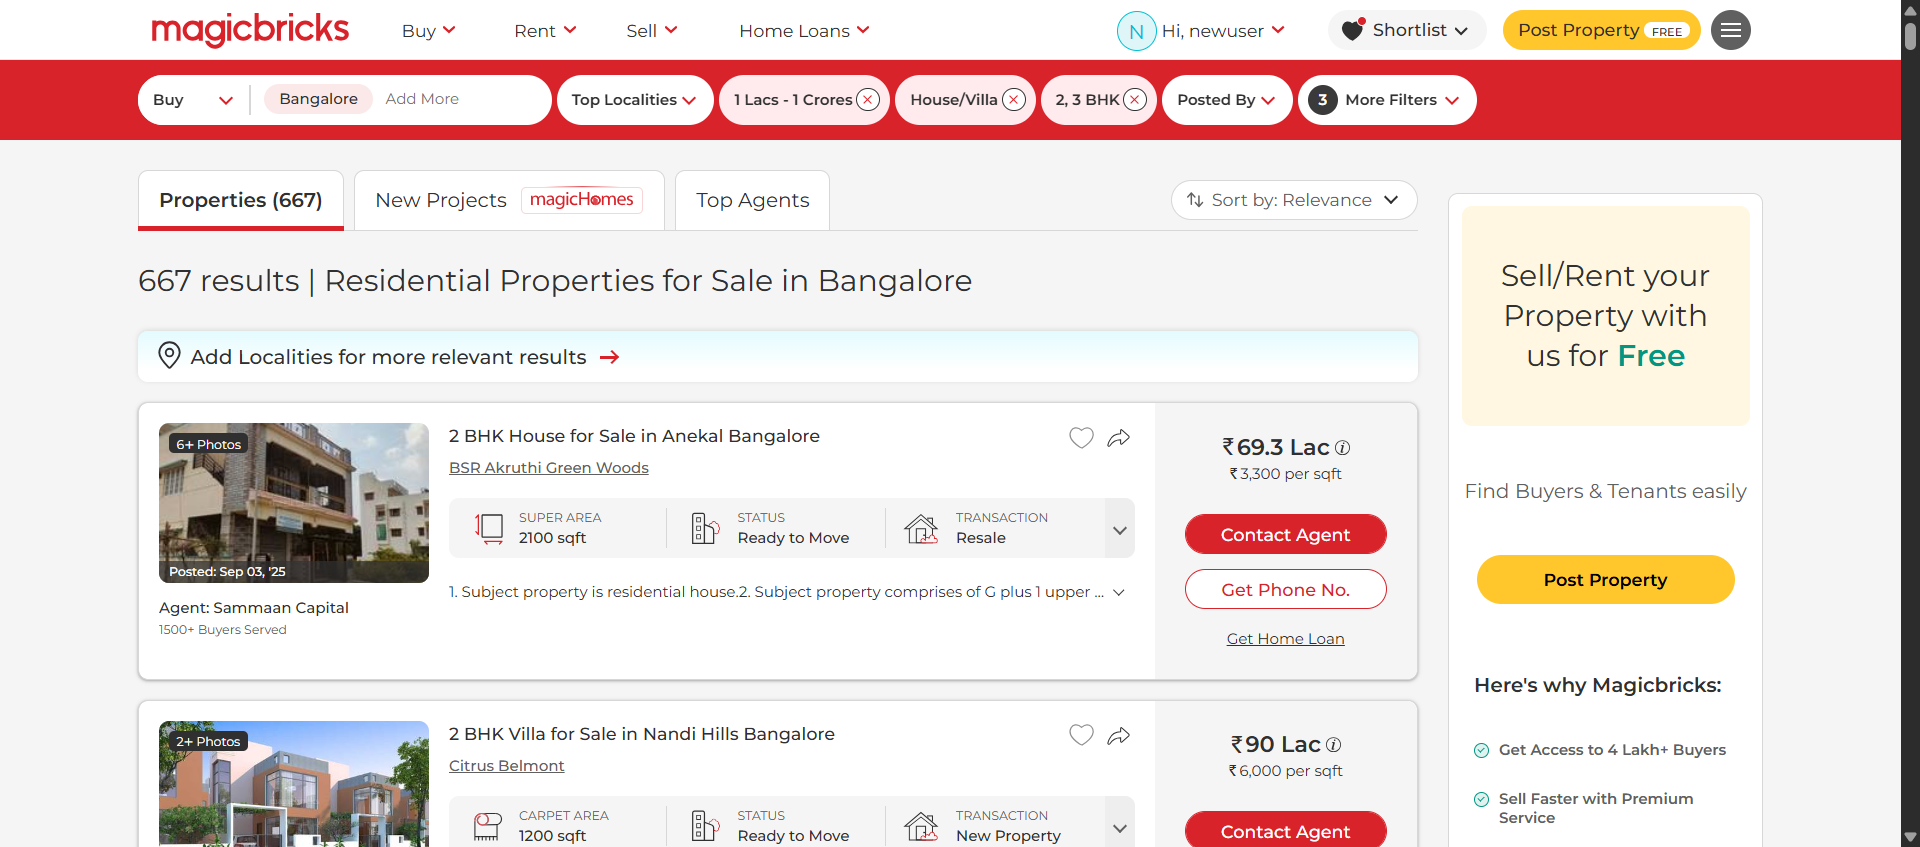 magicbricks
Buy
Rent
Sell
Home Loans
N
Hi, newuser
Shortlist
Post Property FREE
Buy
Bangalore
Add More
Top Localities
1 Lacs - 1 Crores
House/Villa
2, 3 BHK
Posted By
3 More Filters
Properties (667)
New Projects
magicHomes
Top Agents
Sort by: Relevance
667 results | Residential Properties for Sale in Bangalore
Add Localities for more relevant results
6+ Photos
Posted: Sep 03, '25
Agent: Sammaan Capital
1500+ Buyers Served
2 BHK House for Sale in Anekal Bangalore
BSR Akruthi Green Woods
SUPER AREA
2100 sqft
STATUS
Ready to Move
TRANSACTION
Resale
1. Subject property is residential house.2. Subject property comprises of G plus 1 upper ...
₹69.3 Lac
₹3,300 per sqft
Contact Agent
Get Phone No.
Get Home Loan
2+ Photos
2 BHK Villa for Sale in Nandi Hills Bangalore
Citrus Belmont
CARPET AREA
1200 sqft
STATUS
Ready to Move
TRANSACTION
New Property
₹90 Lac
₹6,000 per sqft
Contact Agent
Sell/Rent your
Property with
us for Free
Find Buyers & Tenants easily
Post Property
Here's why Magicbricks:
Get Access to 4 Lakh+ Buyers
Sell Faster with Premium
Service